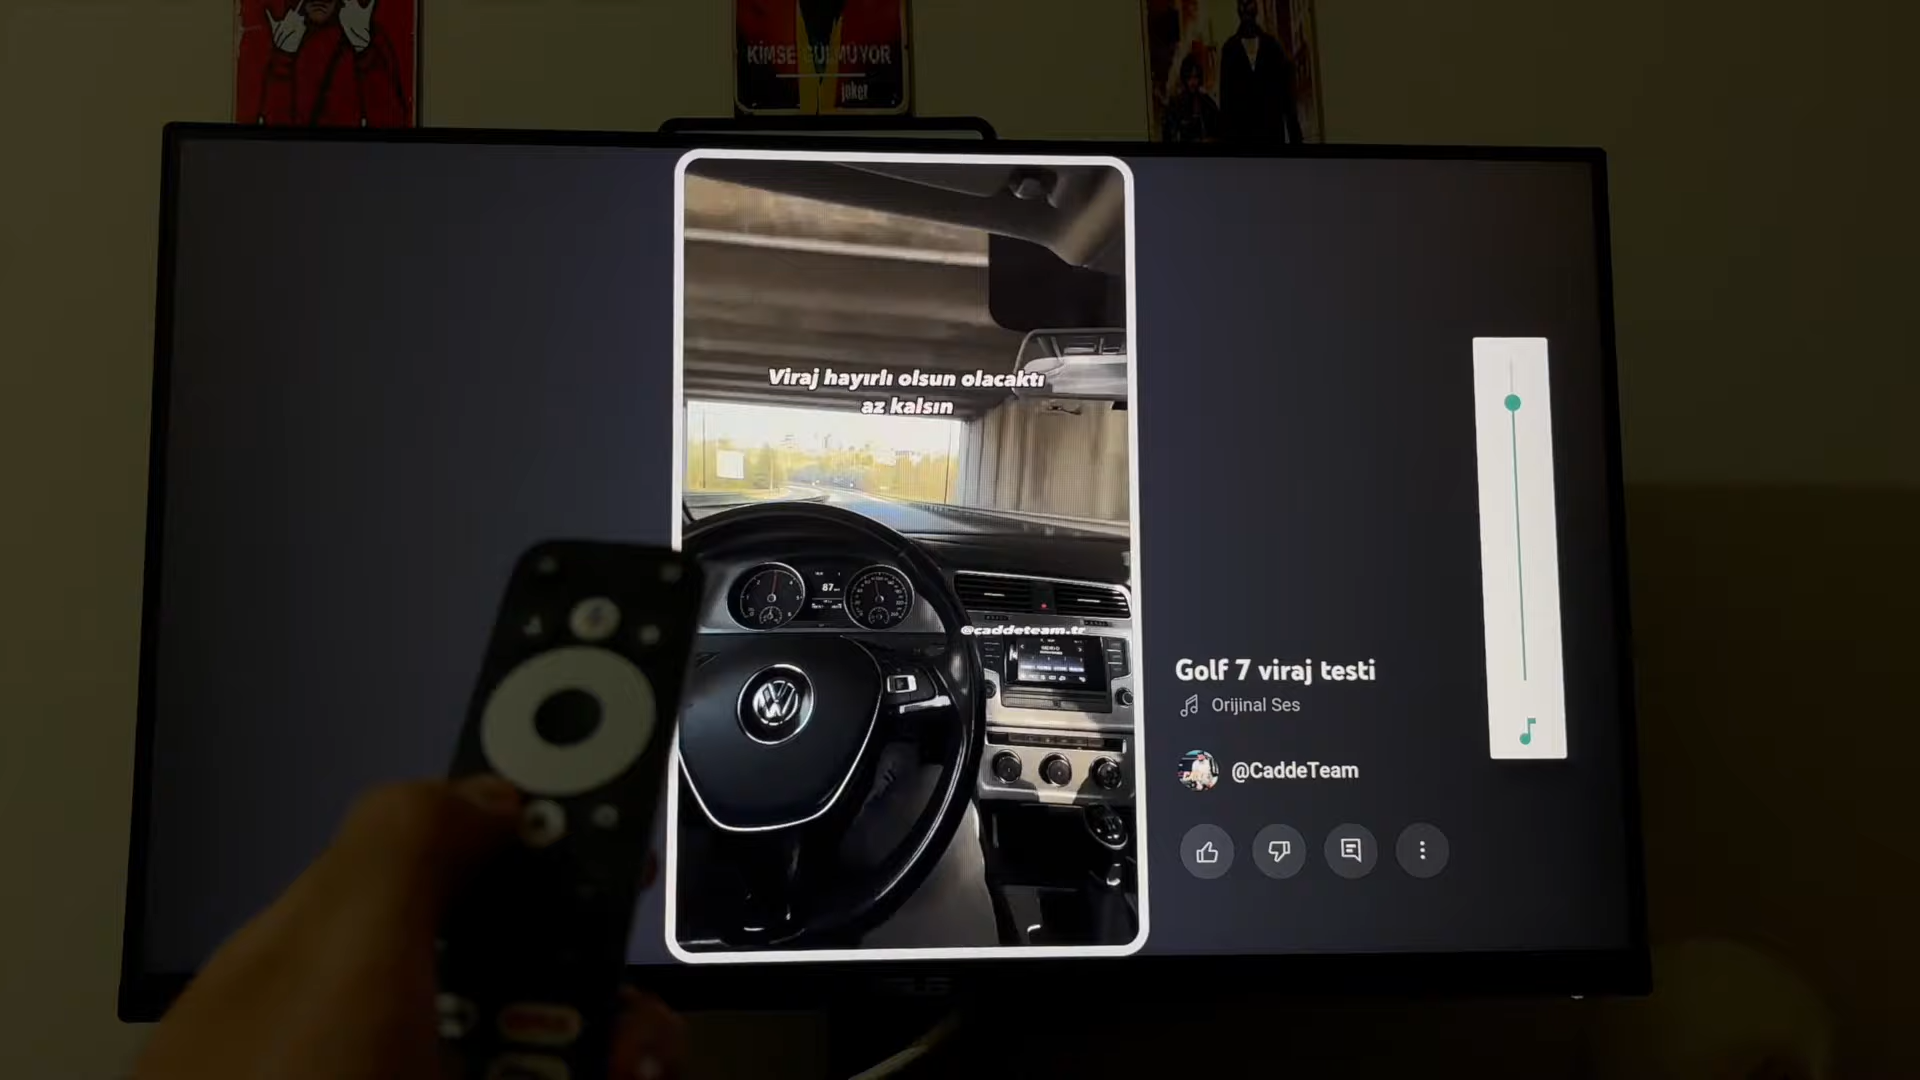 KİMSE GÜLMÜYOR
joker
Viraj hayırlı olsun olacaktı
az kalsın
87
@caddeteam.tr
Golf 7 viraj testi
Orijinal Ses
@CaddeTeam